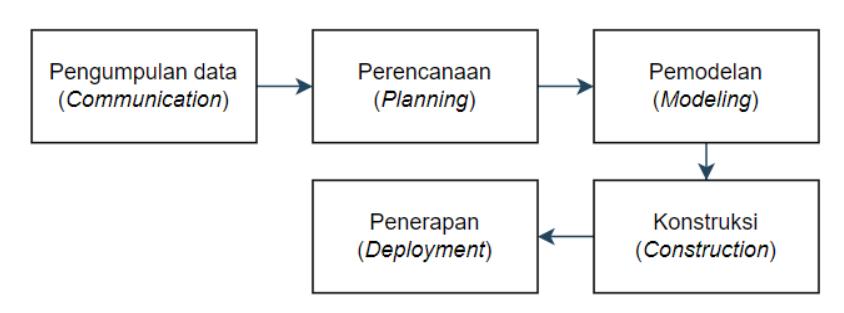 Pengumpulan data
(Communication)
Perencanaan
(Planning)
Pemodelan
(Modeling)
Konstruksi
(Construction)
Penerapan
(Deployment)